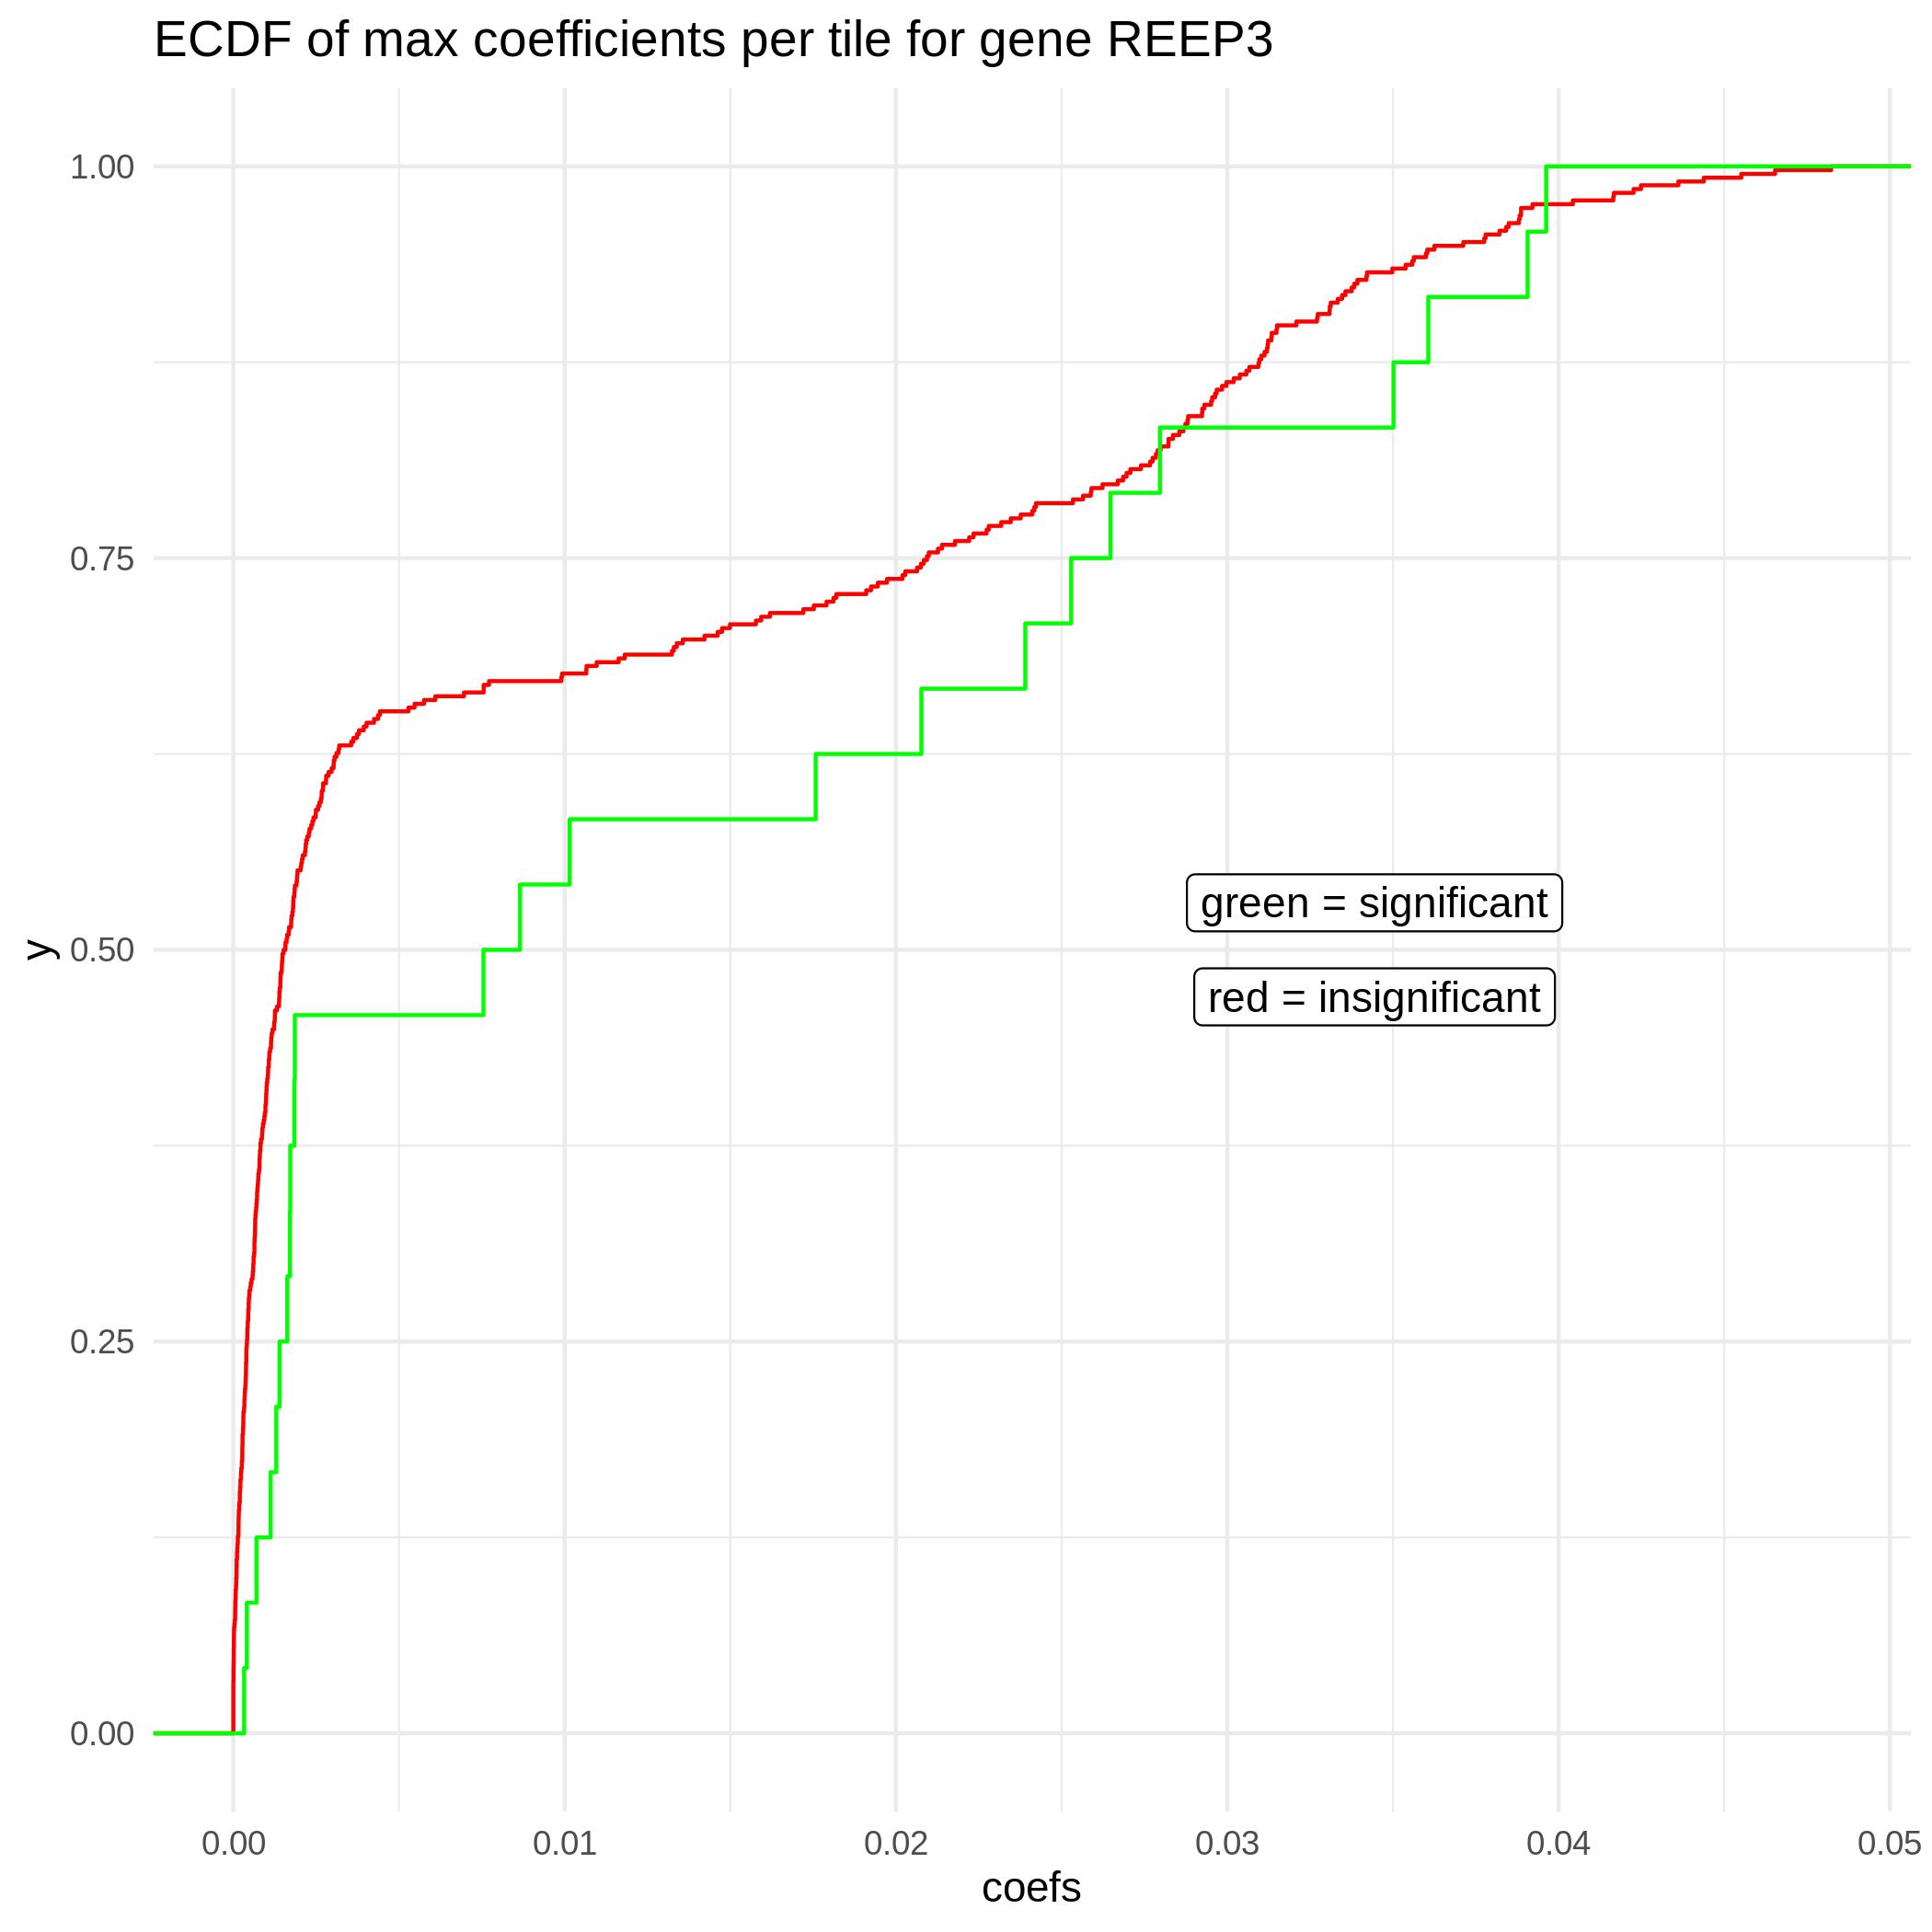 ECDF of max coefficients per tile for gene REEP3
1.00
0.75
0.50
0.25
0.00
y
green = significant
red = insignificant
0.00 0.01 0.02 0.03 0.04 0.05
coefs